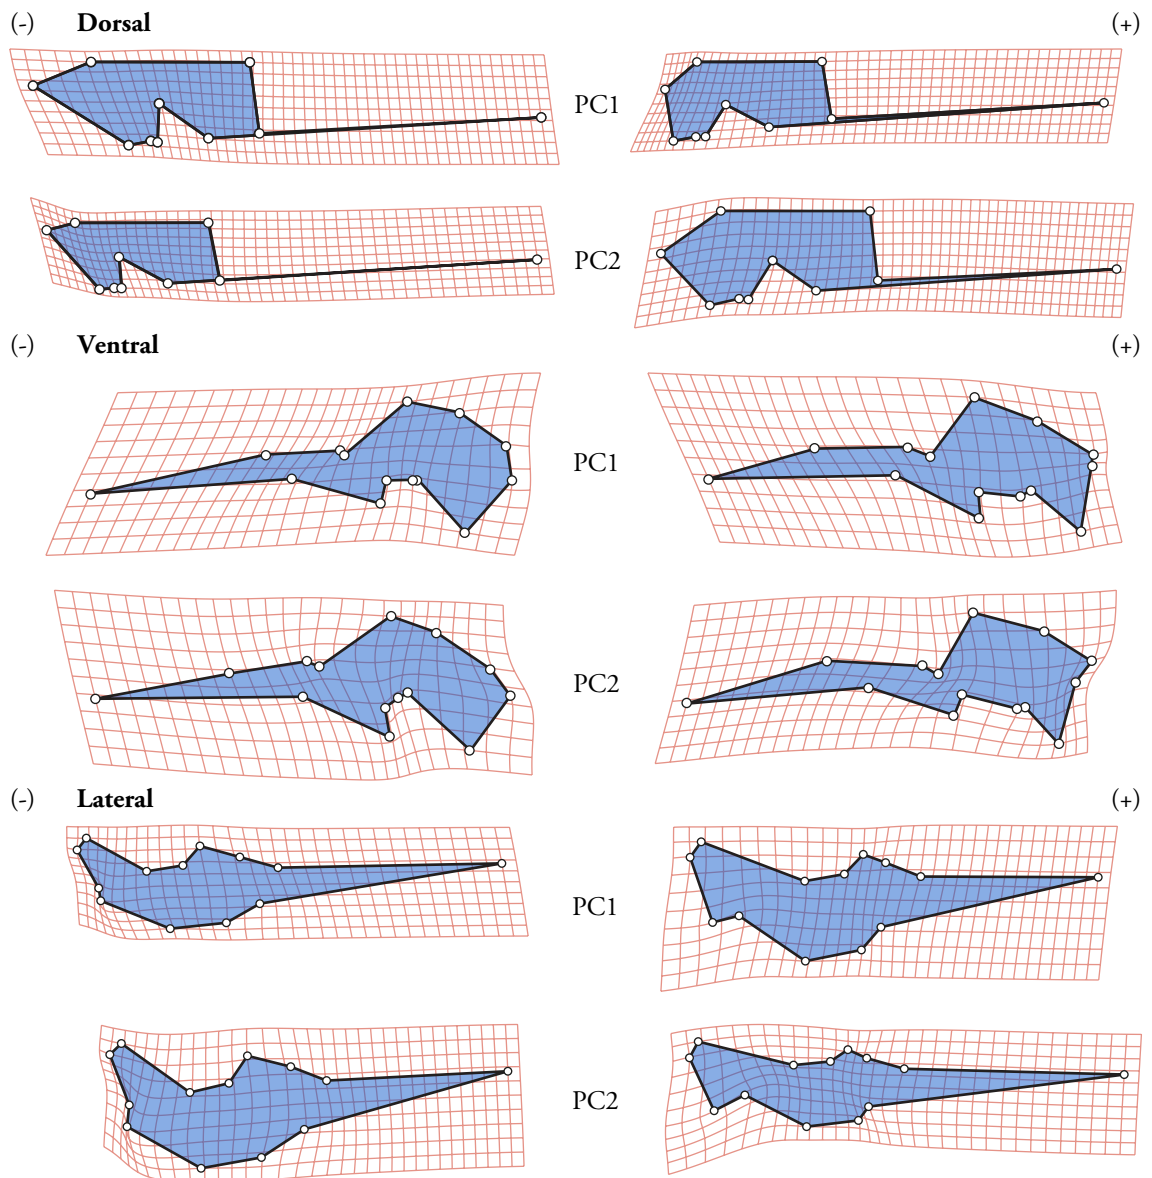 (-) Dorsal (+)
PC1
PC2
(-) Ventral (+)
PC1
PC2
(-) Lateral (+)
PC1
PC2